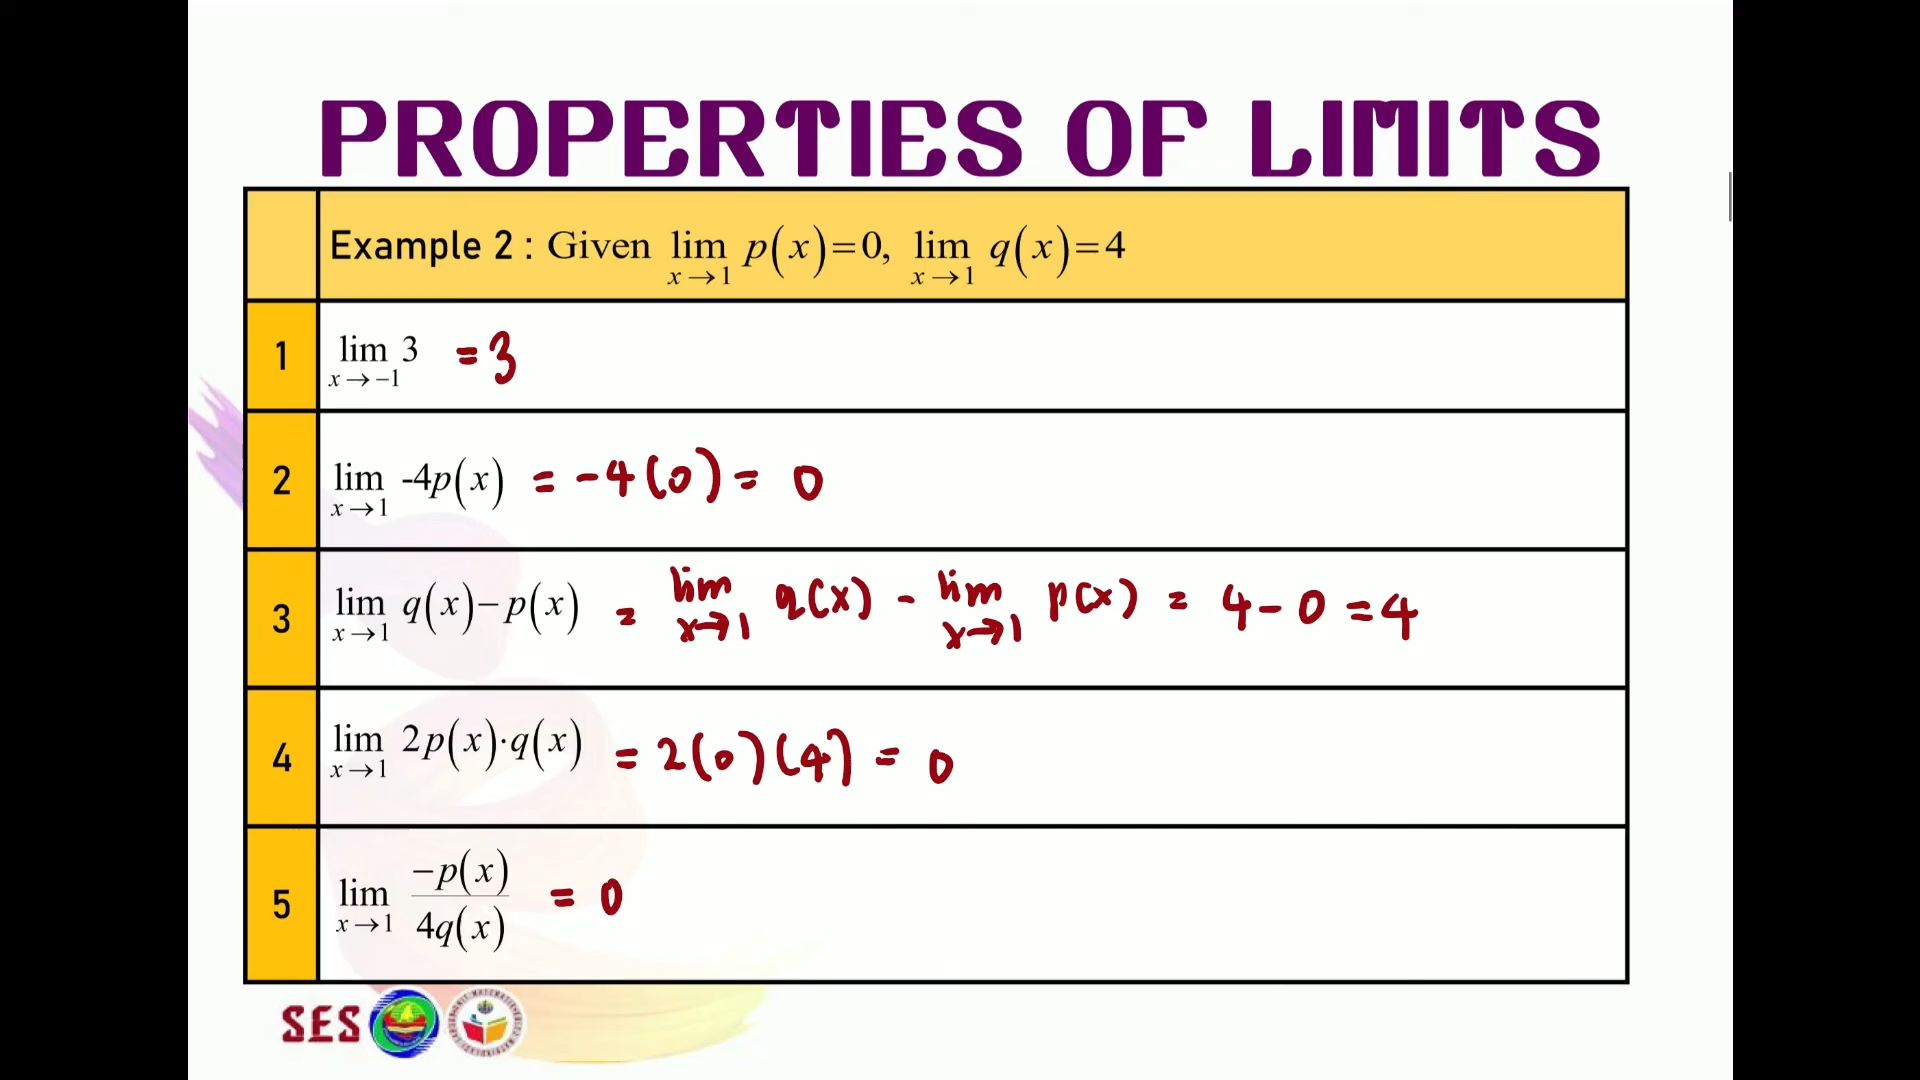 PROPERTIES OF LIMITS
Example 2 : Given lim x→1 p(x)=0, lim x→1 q(x)=4
1 lim x→-1 3 = 3
2 lim x→1 -4p(x) = -4(0) = 0
3 lim x→1 q(x)-p(x) = lim x→1 q(x) - lim x→1 p(x) = 4-0 = 4
4 lim x→1 2p(x)·q(x) = 2(0)(4) = 0
5 lim x→1 -p(x)/4q(x) = 0
SES